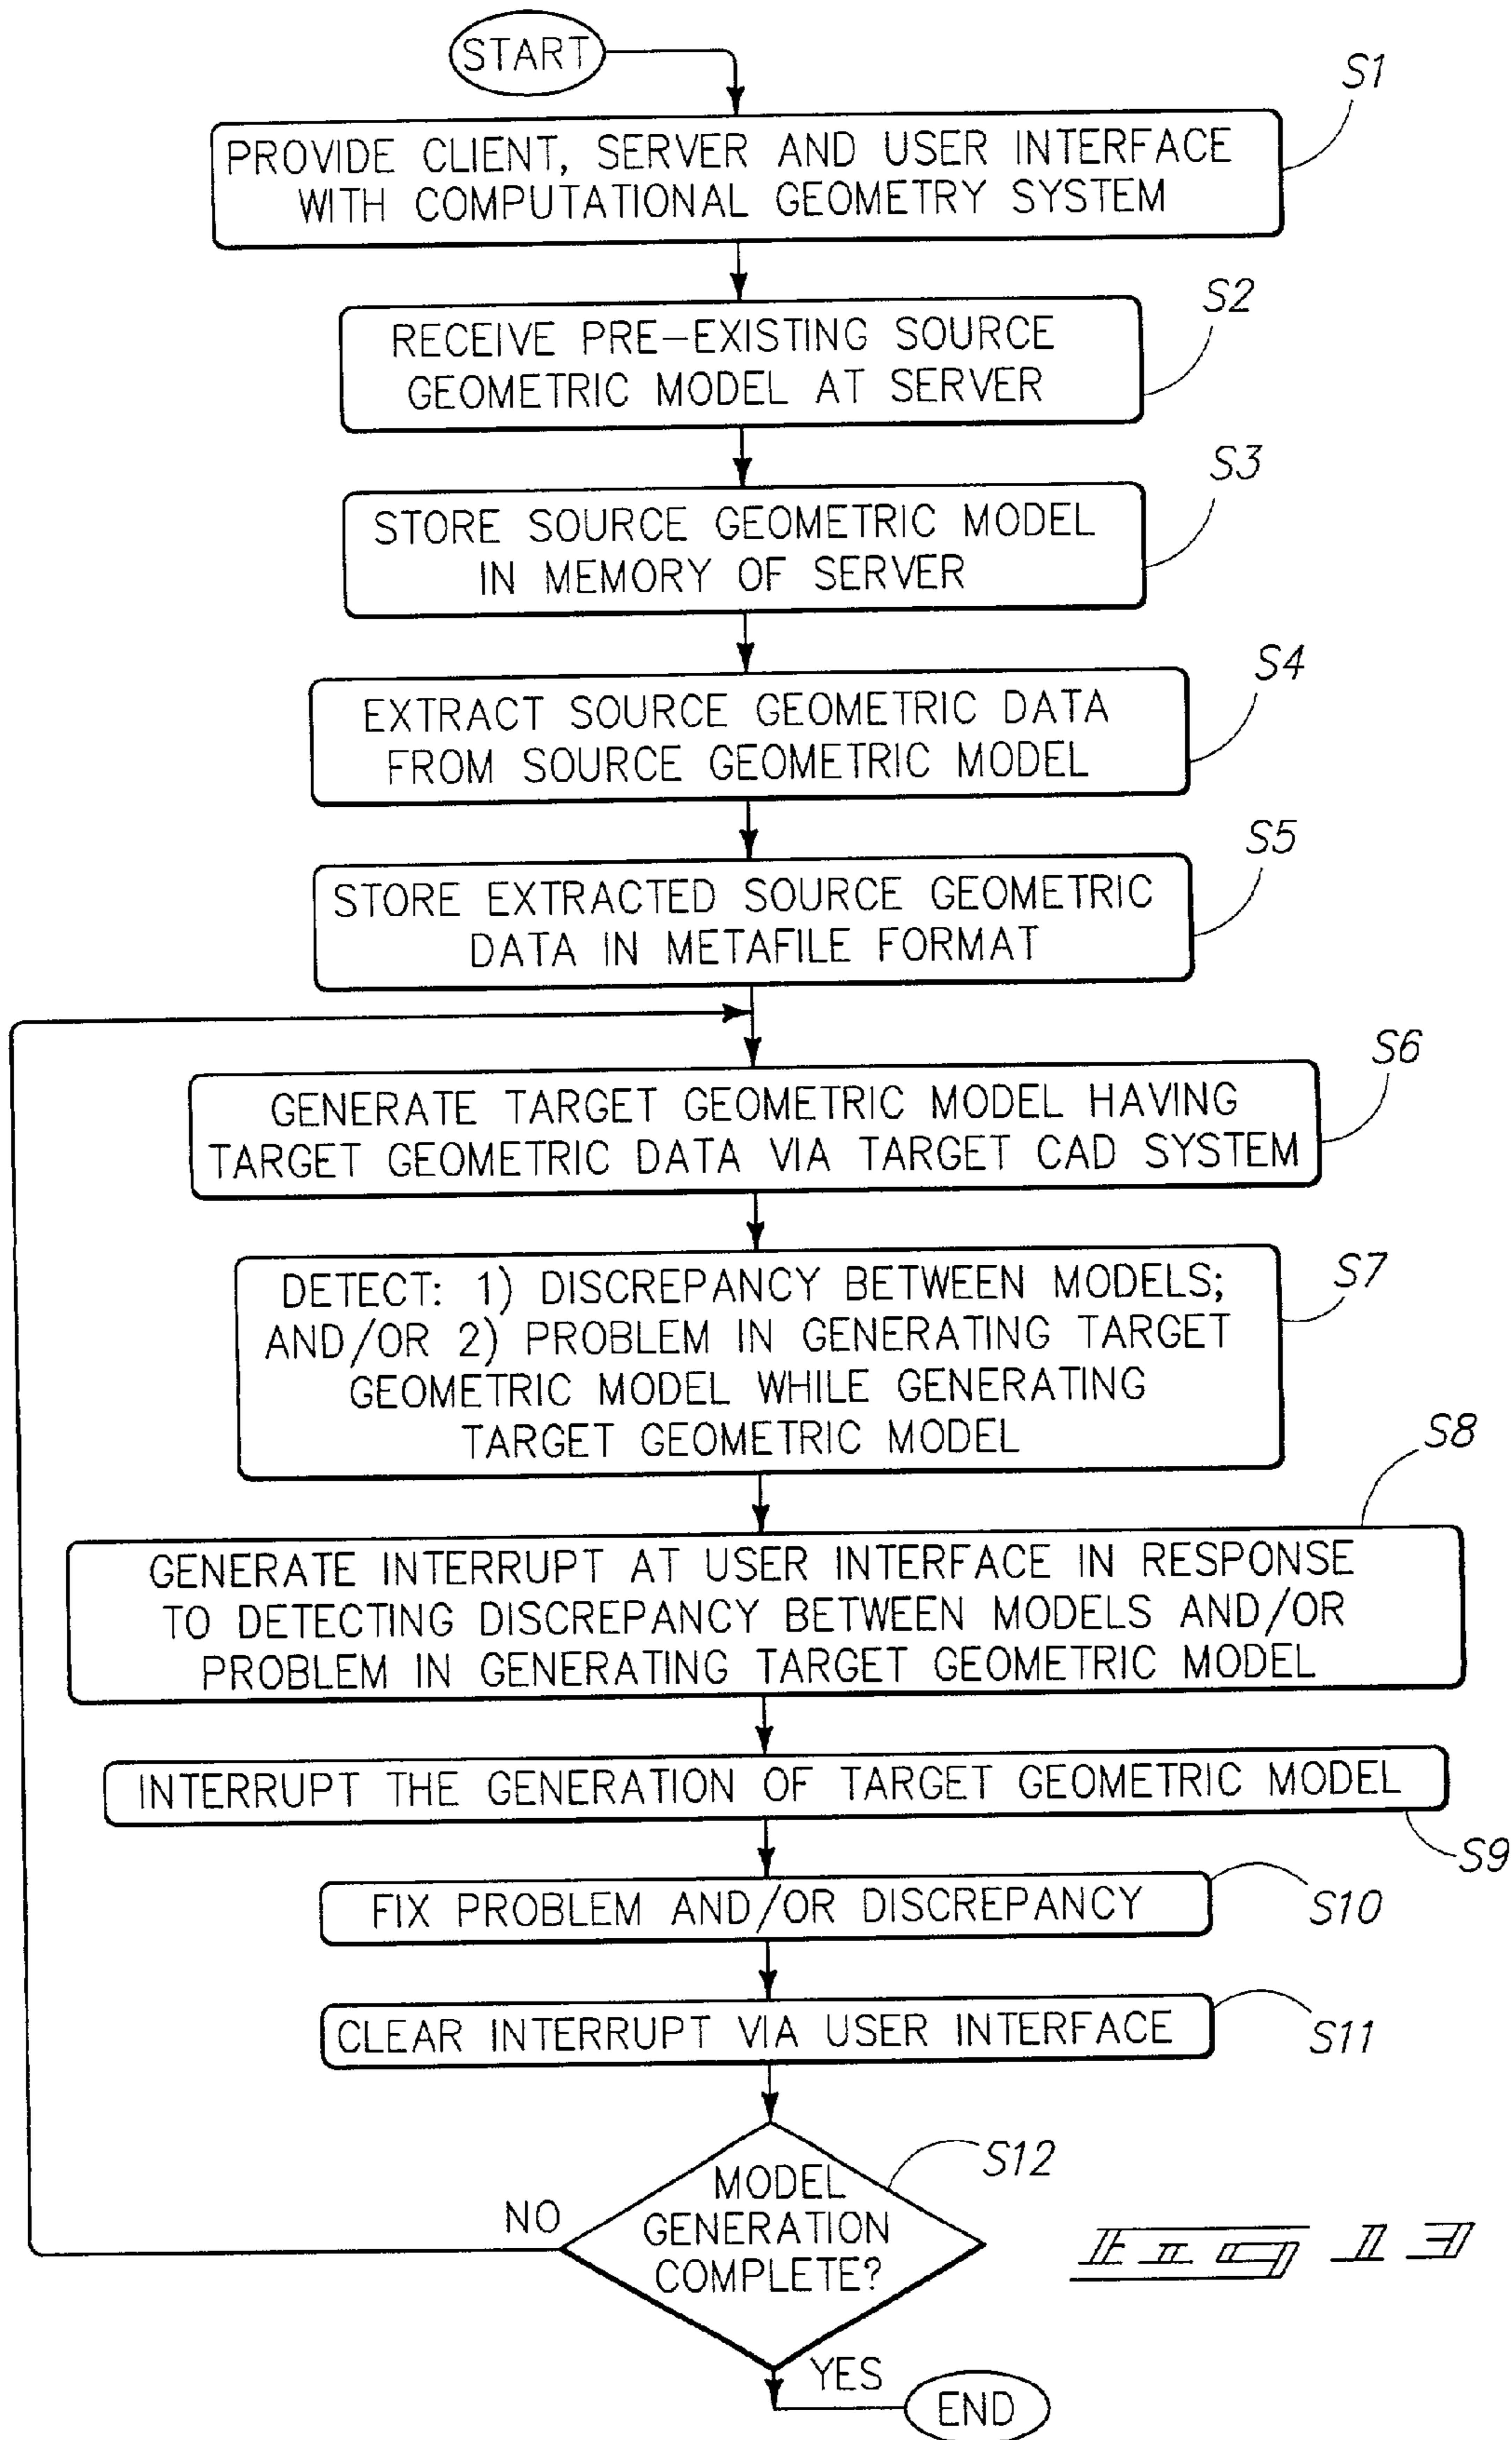 START
S1
PROVIDE CLIENT, SERVER AND USER INTERFACE
WITH COMPUTATIONAL GEOMETRY SYSTEM
S2
RECEIVE PRE-EXISTING SOURCE
GEOMETRIC MODEL AT SERVER
S3
STORE SOURCE GEOMETRIC MODEL
IN MEMORY OF SERVER
S4
EXTRACT SOURCE GEOMETRIC DATA
FROM SOURCE GEOMETRIC MODEL
S5
STORE EXTRACTED SOURCE GEOMETRIC
DATA IN METAFILE FORMAT
S6
GENERATE TARGET GEOMETRIC MODEL HAVING
TARGET GEOMETRIC DATA VIA TARGET CAD SYSTEM
S7
DETECT: 1) DISCREPANCY BETWEEN MODELS;
AND/OR 2) PROBLEM IN GENERATING TARGET
GEOMETRIC MODEL WHILE GENERATING
TARGET GEOMETRIC MODEL
S8
GENERATE INTERRUPT AT USER INTERFACE IN RESPONSE
TO DETECTING DISCREPANCY BETWEEN MODELS AND/OR
PROBLEM IN GENERATING TARGET GEOMETRIC MODEL
INTERRUPT THE GENERATION OF TARGET GEOMETRIC MODEL
S9
FIX PROBLEM AND/OR DISCREPANCY
S10
CLEAR INTERRUPT VIA USER INTERFACE
S11
S12
MODEL
GENERATION
COMPLETE?
NO
FIG 13
YES
END